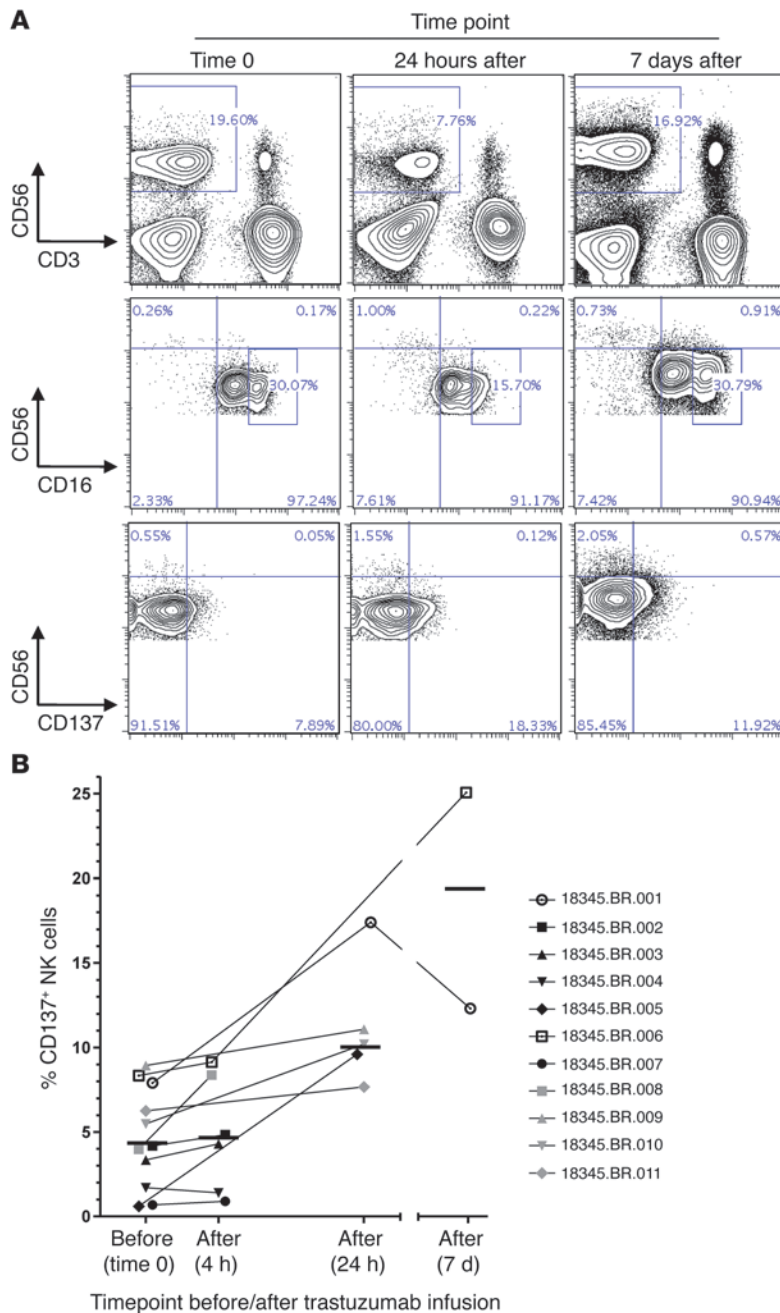 A
Time point
Time 0
24 hours after
7 days after
19.60%
7.76%
16.92%
CD56
CD3
0.26%
0.17%
1.00%
0.22%
0.73%
0.91%
30.07%
15.70%
30.79%
CD56
CD16
2.33%
97.24%
7.61%
91.17%
7.42%
90.94%
0.55%
0.05%
1.55%
0.12%
2.05%
0.57%
CD56
CD137
91.51%
7.89%
80.00%
18.33%
85.45%
11.92%
B
25
20
15
10
5
0
% CD137+ NK cells
Before
(time 0)
After
(4 h)
After
(24 h)
After
(7 d)
Timepoint before/after trastuzumab infusion
18345.BR.001
18345.BR.002
18345.BR.003
18345.BR.004
18345.BR.005
18345.BR.006
18345.BR.007
18345.BR.008
18345.BR.009
18345.BR.010
18345.BR.011